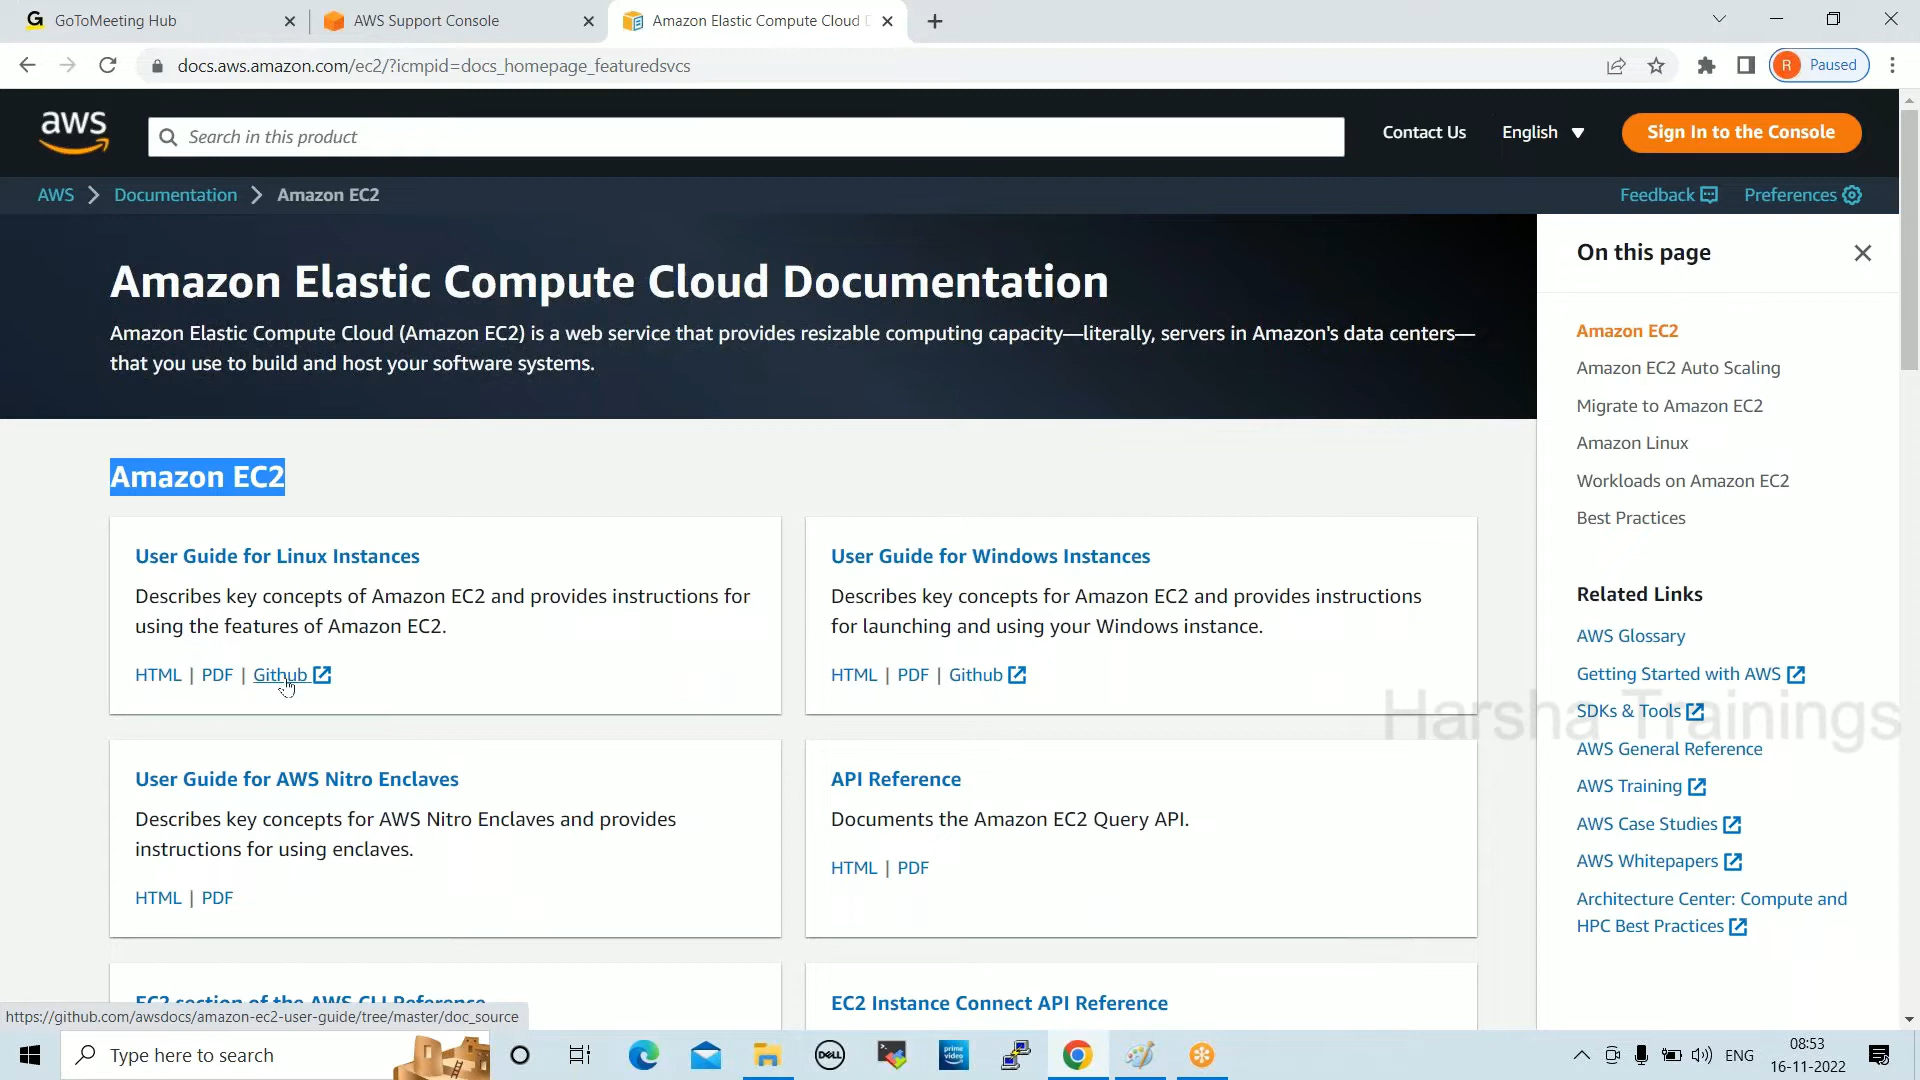 GoToMeeting Hub
AWS Support Console
Amazon Elastic Compute Cloud D
docs.aws.amazon.com/ec2/?icmpid=docs_homepage_featuredsvcs
R Paused
aws
Search in this product
Contact Us
English
Sign In to the Console
AWS > Documentation > Amazon EC2
Feedback
Preferences
Amazon Elastic Compute Cloud Documentation
Amazon Elastic Compute Cloud (Amazon EC2) is a web service that provides resizable computing capacity—literally, servers in Amazon's data centers—
that you use to build and host your software systems.
Amazon EC2
User Guide for Linux Instances
Describes key concepts of Amazon EC2 and provides instructions for
using the features of Amazon EC2.
HTML | PDF | Github
User Guide for Windows Instances
Describes key concepts for Amazon EC2 and provides instructions
for launching and using your Windows instance.
HTML | PDF | Github
User Guide for AWS Nitro Enclaves
Describes key concepts for AWS Nitro Enclaves and provides
instructions for using enclaves.
HTML | PDF
API Reference
Documents the Amazon EC2 Query API.
HTML | PDF
EC2 section of the AWS CLI Reference
EC2 Instance Connect API Reference
On this page
Amazon EC2
Amazon EC2 Auto Scaling
Migrate to Amazon EC2
Amazon Linux
Workloads on Amazon EC2
Best Practices
Related Links
AWS Glossary
Getting Started with AWS
SDKs & Tools
AWS General Reference
AWS Training
AWS Case Studies
AWS Whitepapers
Architecture Center: Compute and
HPC Best Practices
Harsha Trainings
https://github.com/awsdocs/amazon-ec2-user-guide/tree/master/doc_source
Type here to search
DELL
prime
video
ENG
08:53
16-11-2022